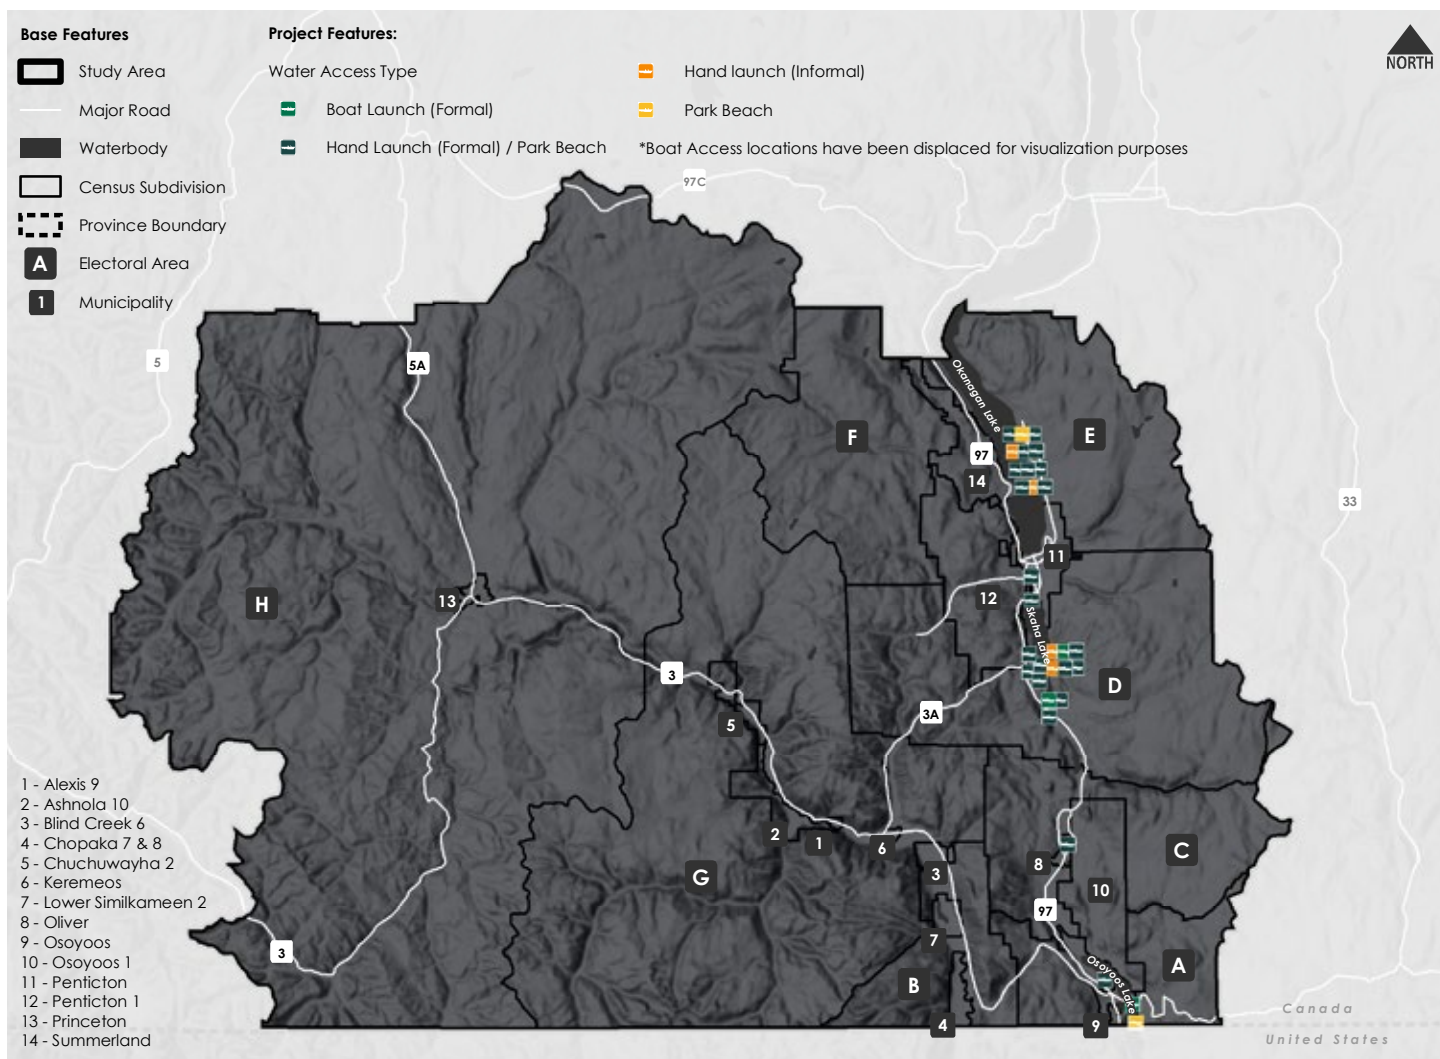 Base Features
Study Area
Major Road
Waterbody
Census Subdivision
Province Boundary
A Electoral Area
1 Municipality
Project Features:
Water Access Type
Boat Launch (Formal)
Hand Launch (Formal) / Park Beach
Hand launch (Informal)
Park Beach
*Boat Access locations have been displaced for visualization purposes
NORTH
97C
5
5A
Okanagan Lake
F
E
97
14
33
11
H
13
12
Skaha Lake
3
D
3A
5
2
1
6
8
C
3
G
10
97
7
3
Osoyoos Lake
A
B
4
9
Canada
United States
1 - Alexis 9
2 - Ashnola 10
3 - Blind Creek 6
4 - Chopaka 7 & 8
5 - Chuchuwayha 2
6 - Keremeos
7 - Lower Similkameen 2
8 - Oliver
9 - Osoyoos
10 - Osoyoos 1
11 - Penticton
12 - Penticton 1
13 - Princeton
14 - Summerland